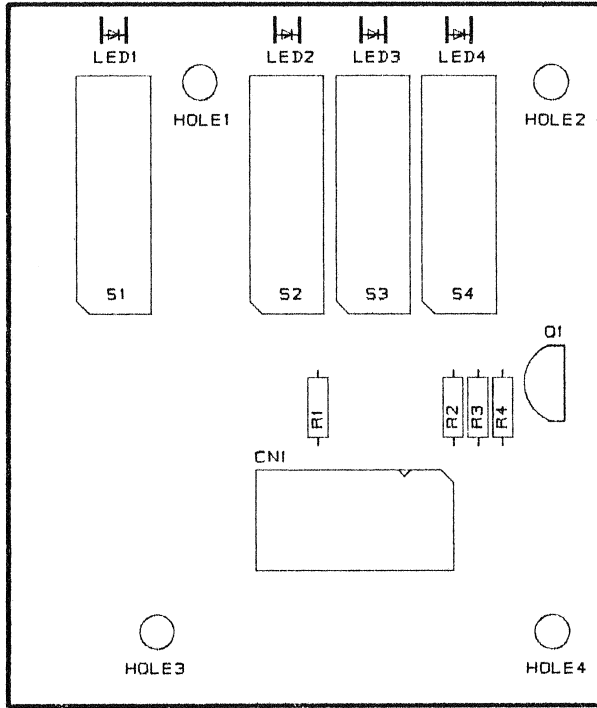 LED1 LED2 LED3 LED4
HOLE1 HOLE2
S1 S2 S3 S4
Q1
R1 R2 R3 R4
CN1
HOLE3 HOLE4